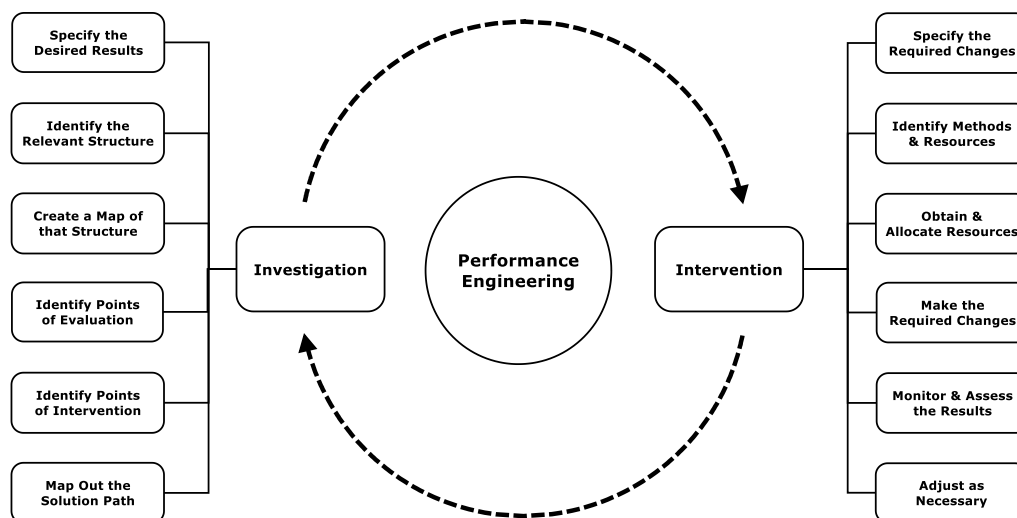 Specify the
Desired Results
Identify the
Relevant Structure
Create a Map of
that Structure
Identify Points
of Evaluation
Identify Points
of Intervention
Map Out the
Solution Path
Investigation
Performance
Engineering
Intervention
Specify the
Required Changes
Identify Methods
& Resources
Obtain &
Allocate Resources
Make the
Required Changes
Monitor & Assess
the Results
Adjust as
Necessary